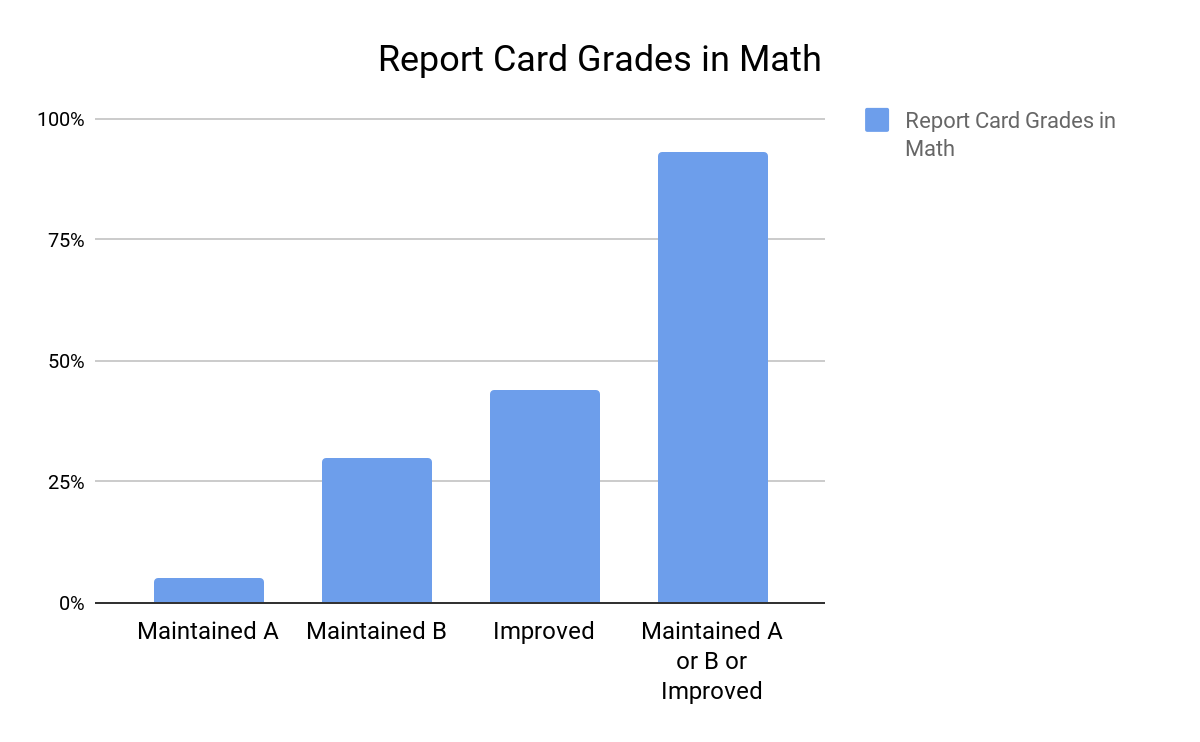 Report Card Grades in Math
100%
75%
50%
25%
0%
Report Card Grades in
Math
Maintained A
Maintained B
Improved
Maintained A
or B or
Improved